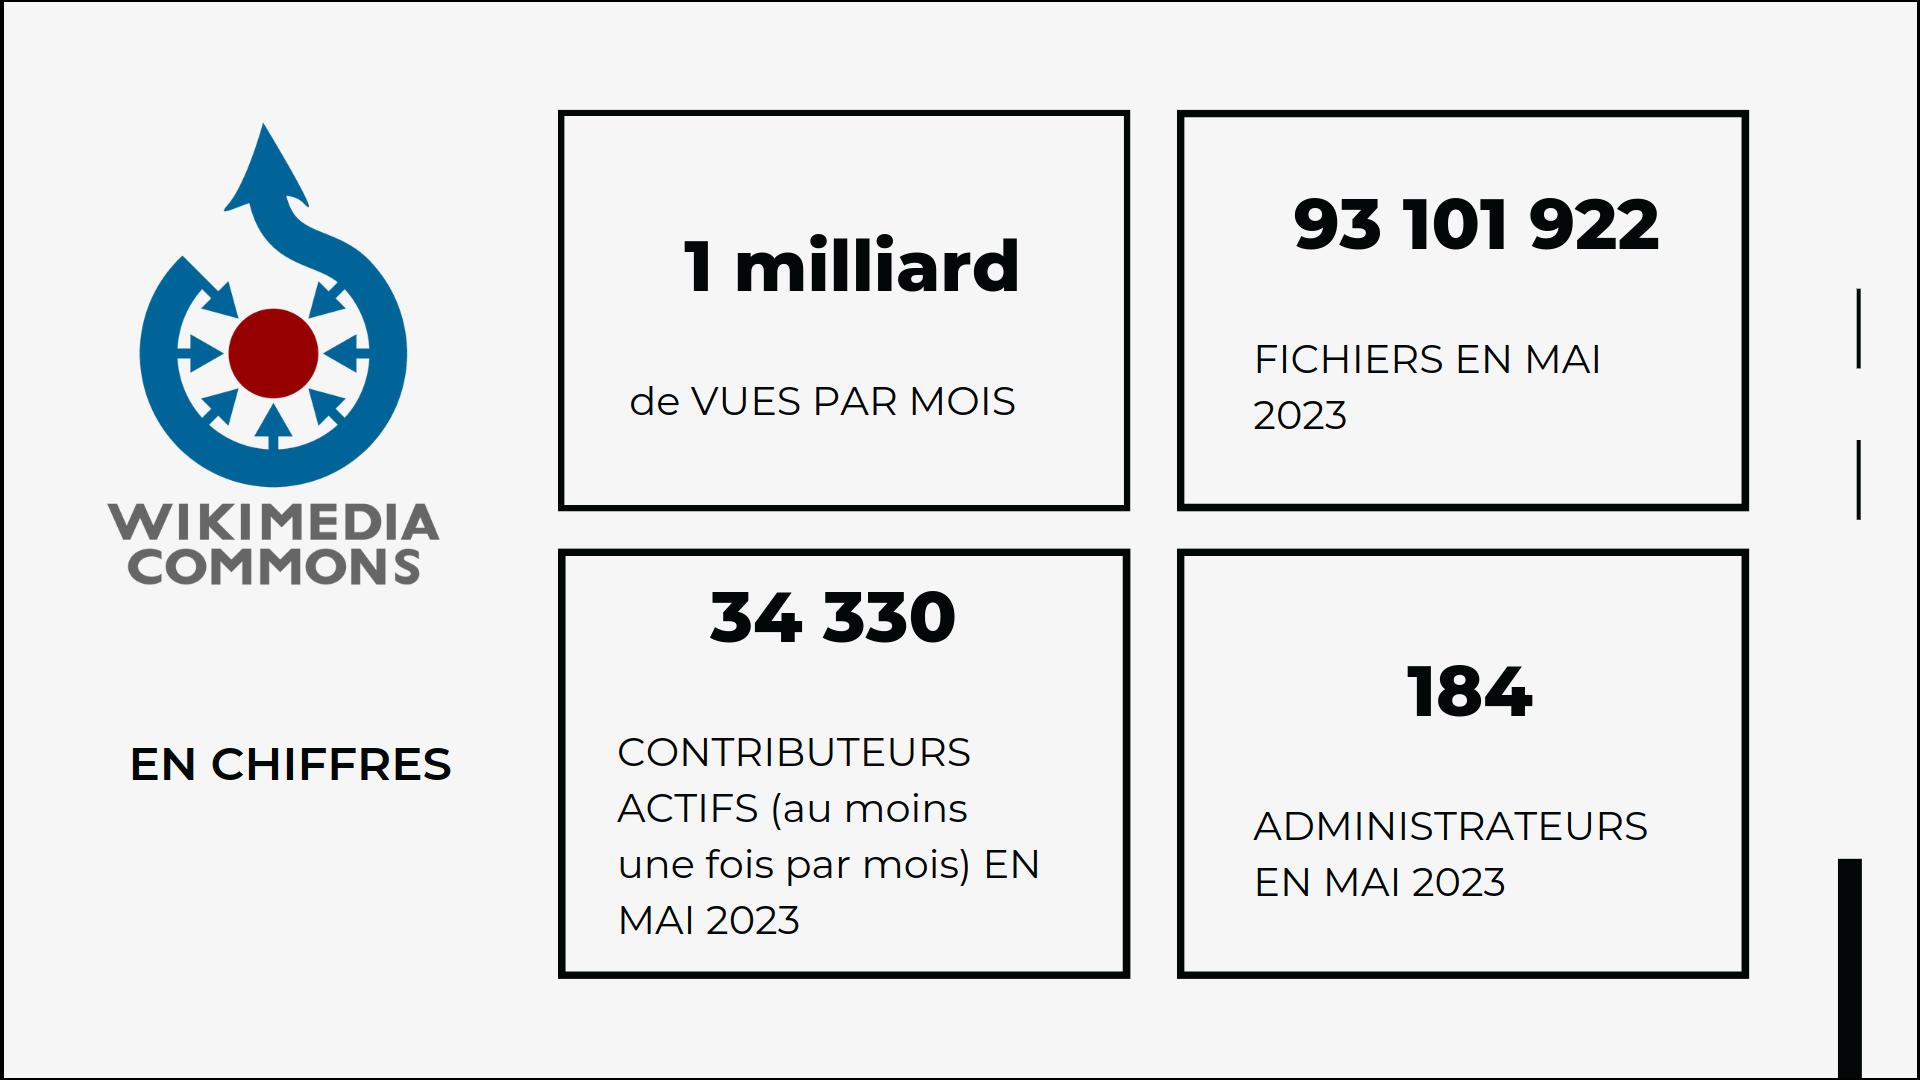 WIKIMEDIA
COMMONS
EN CHIFFRES
1 milliard
de VUES PAR MOIS
93 101 922
FICHIERS EN MAI
2023
34 330
CONTRIBUTEURS
ACTIFS (au moins
une fois par mois) EN
MAI 2023
184
ADMINISTRATEURS
EN MAI 2023